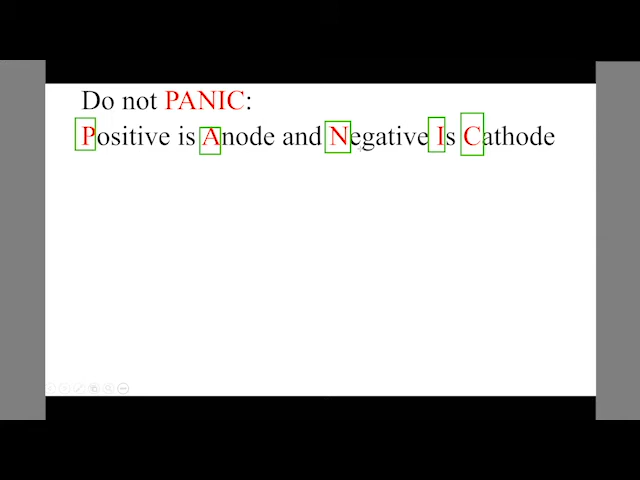 Do not PANIC:
Positive is Anode and Negative Is Cathode